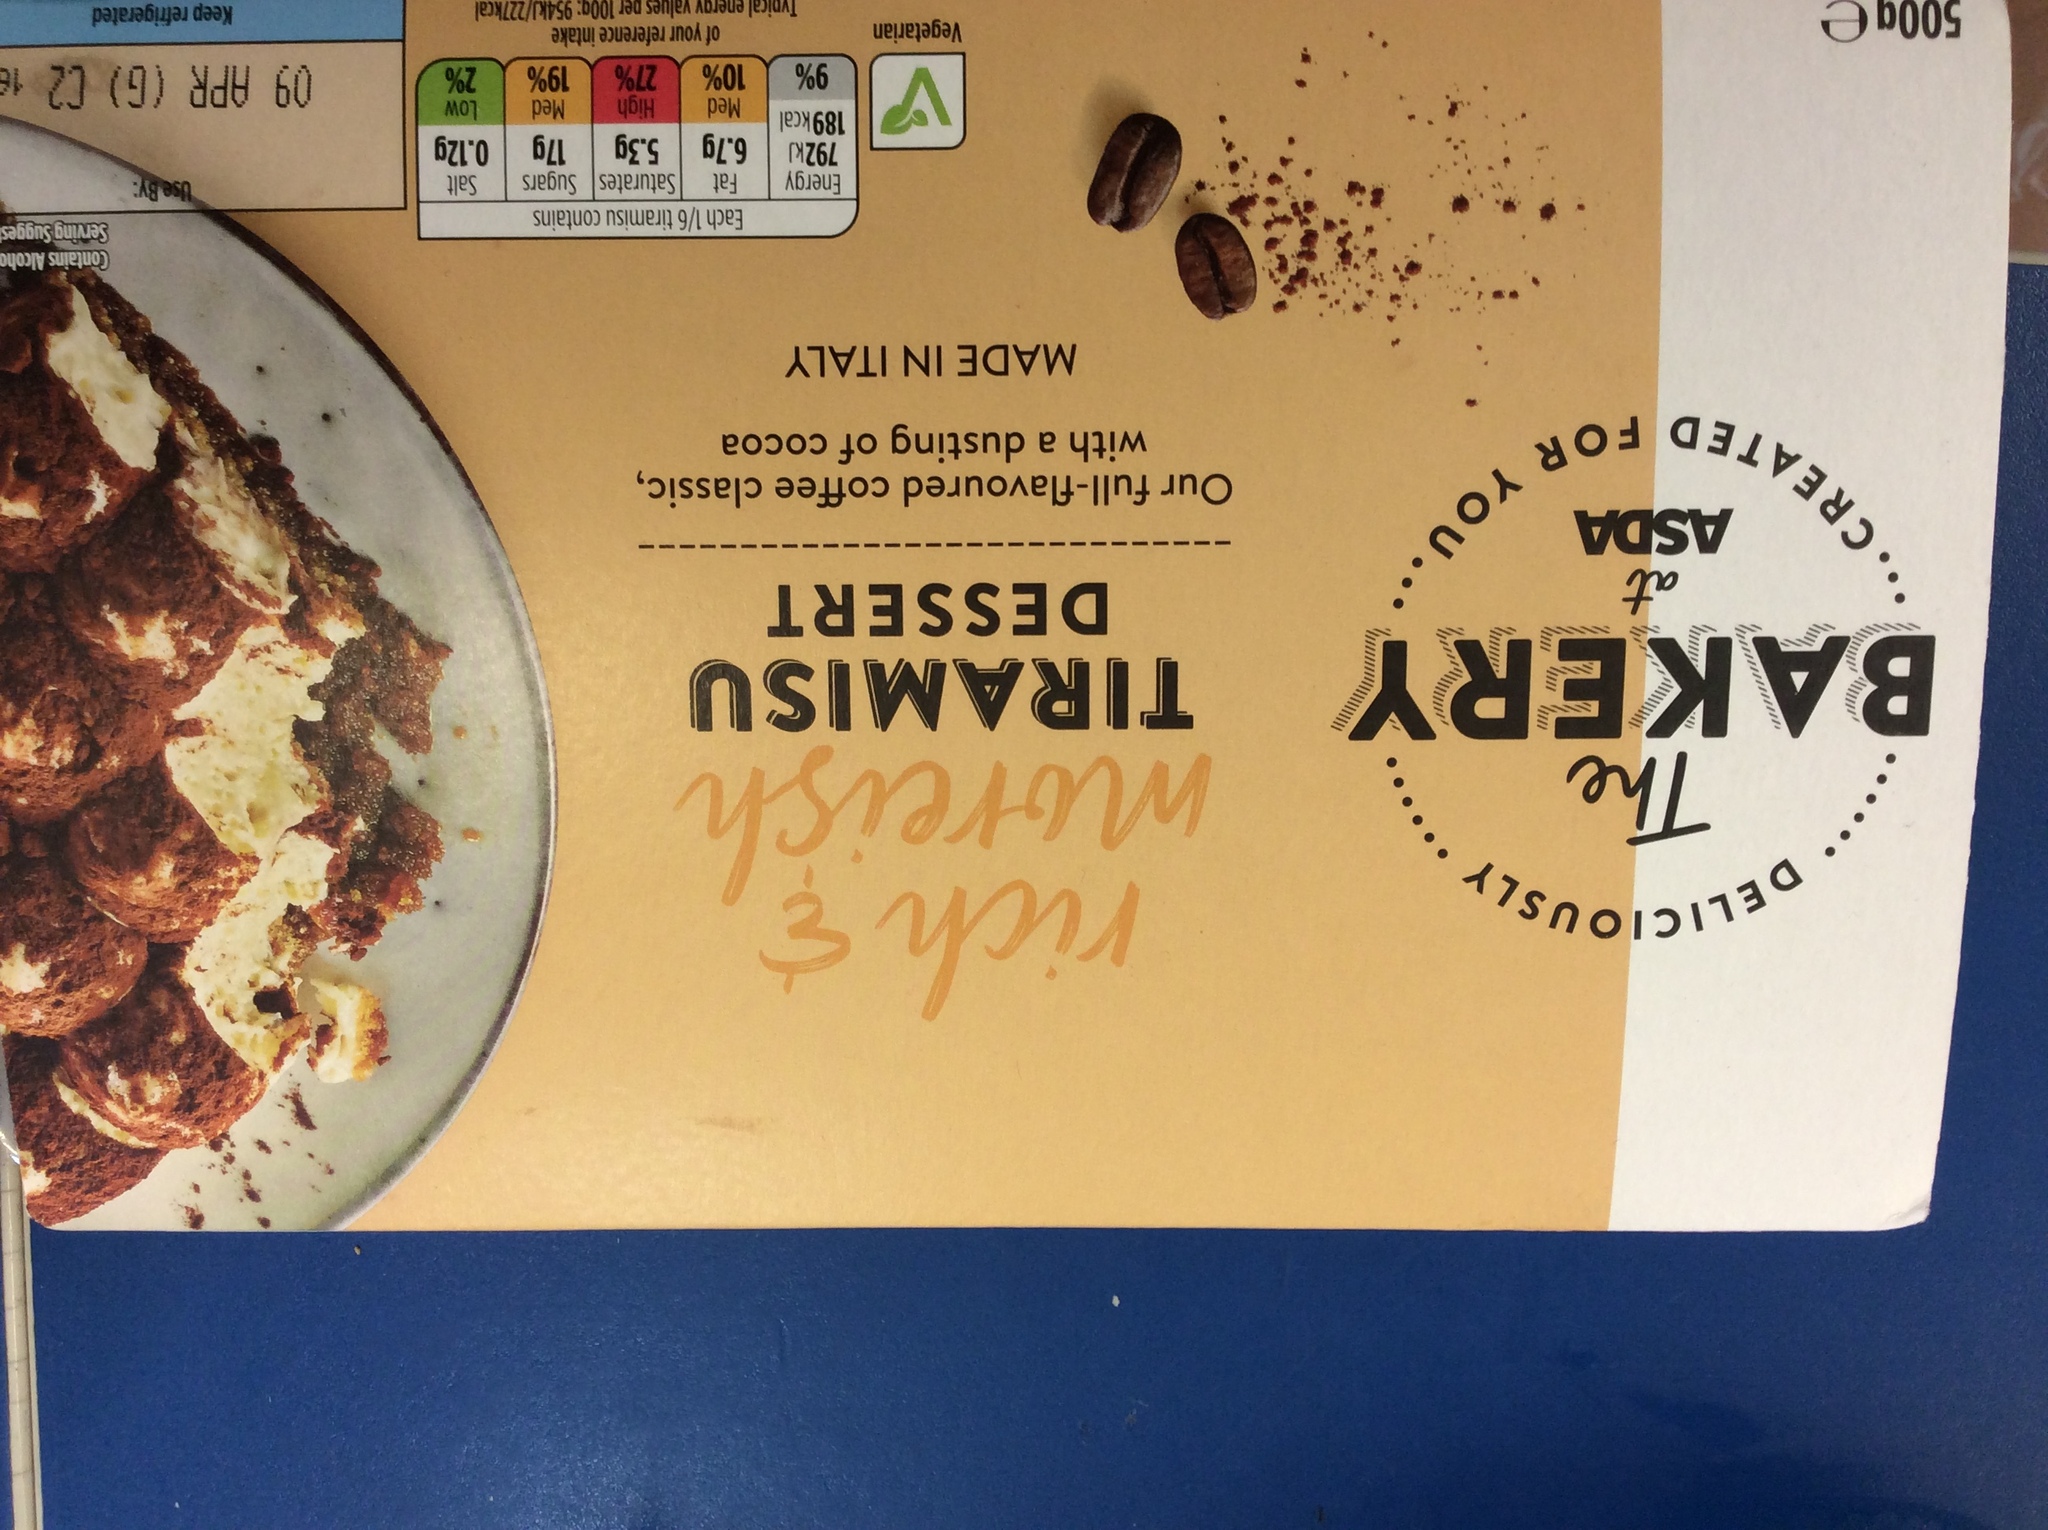 DELICIOUSLY
The
BAKERY
at
ASDA
CREATED FOR YOU
rich &
moreish
TIRAMISU
DESSERT
Our full-flavoured coffee classic,
with a dusting of cocoa
MADE IN ITALY
500g e
Vegetarian
Each 1/6 tiramisu contains
Energy Fat Saturates Sugars Salt
792kJ 6.7g 5.3g 17g 0.12g
189kcal
Med High Med Low
9% 10% 27% 19% 2%
of your reference intake
Typical energy values per 100g: 954kJ/227kcal
Contains
Serving
Use By:
09 APR (G) C2
Keep refrigerated